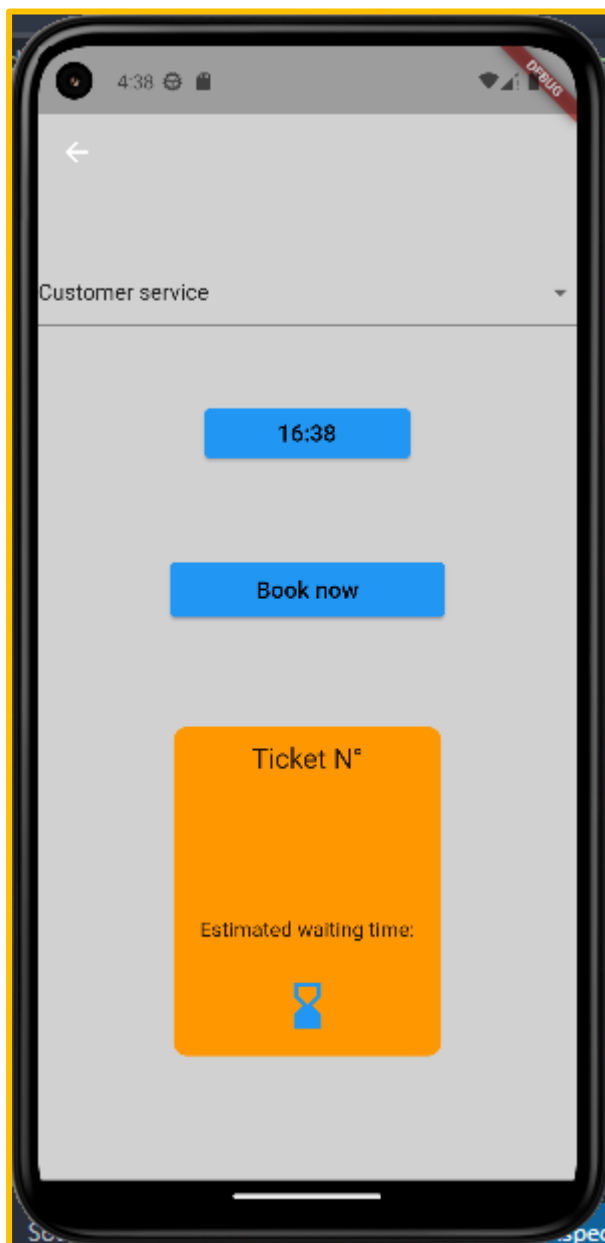 4:38
DEBUG
Customer service
16:38
Book now
Ticket N°
Estimated waiting time: